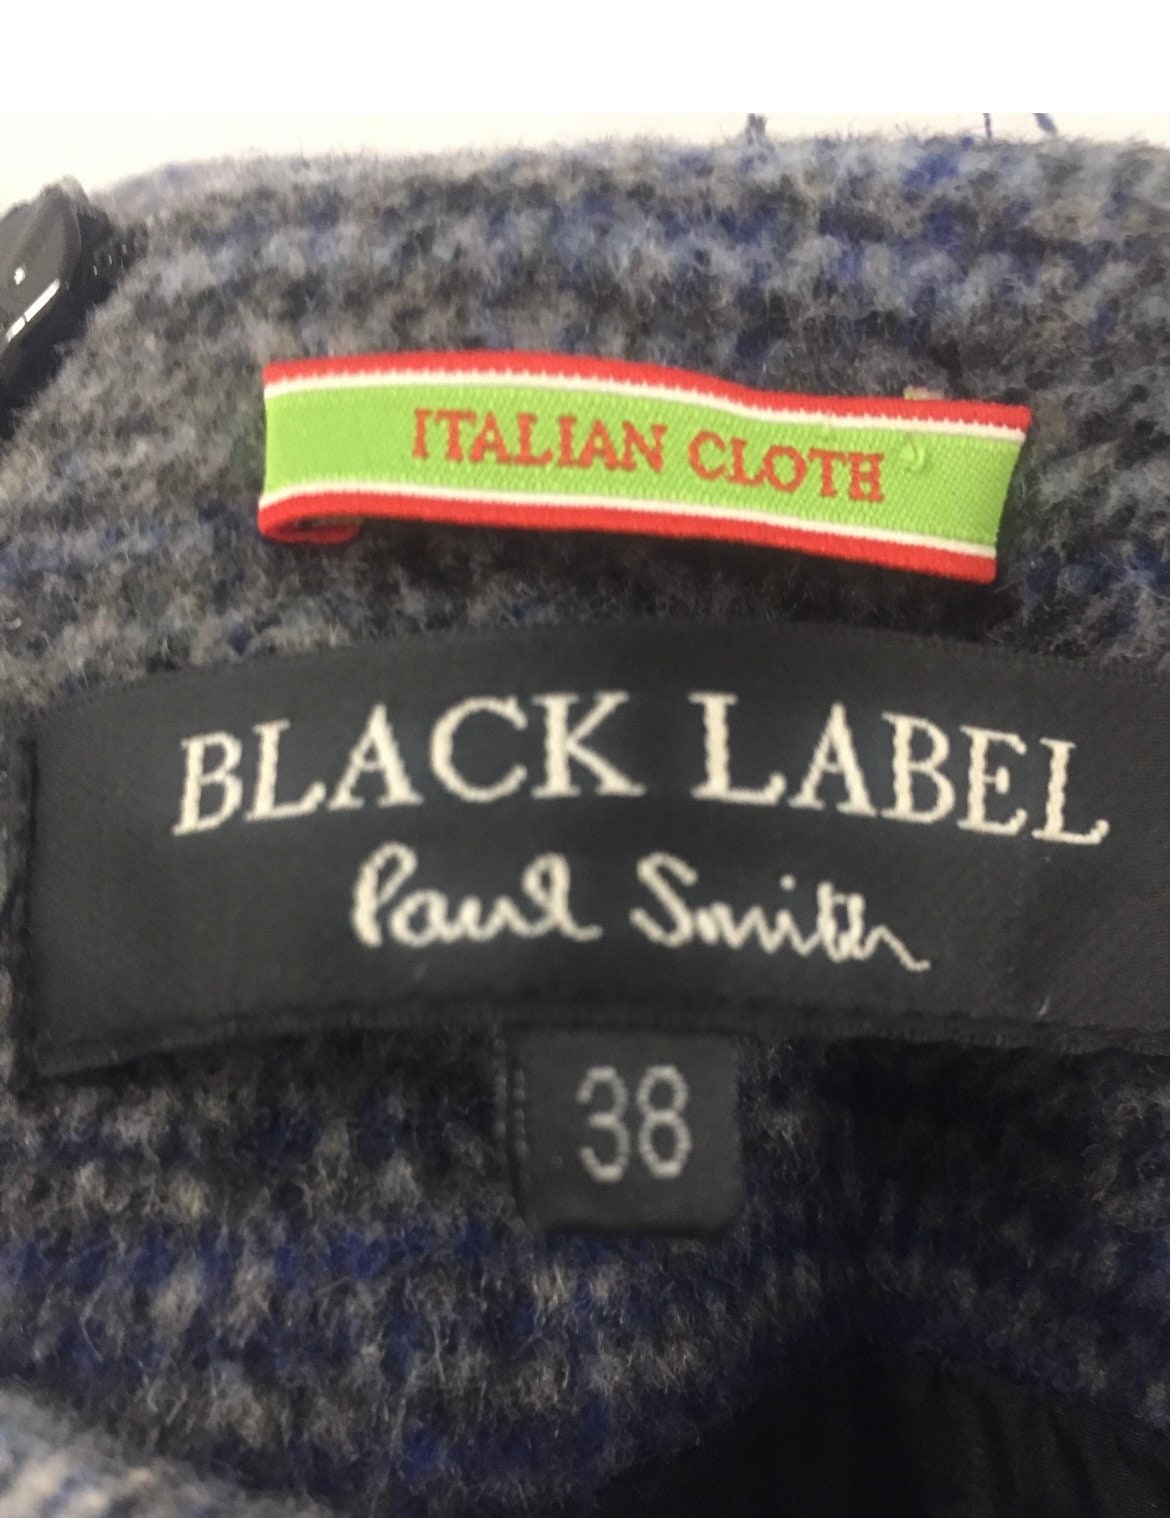 ITALIAN CLOTH
BLACK LABEL
Paul Smith
38